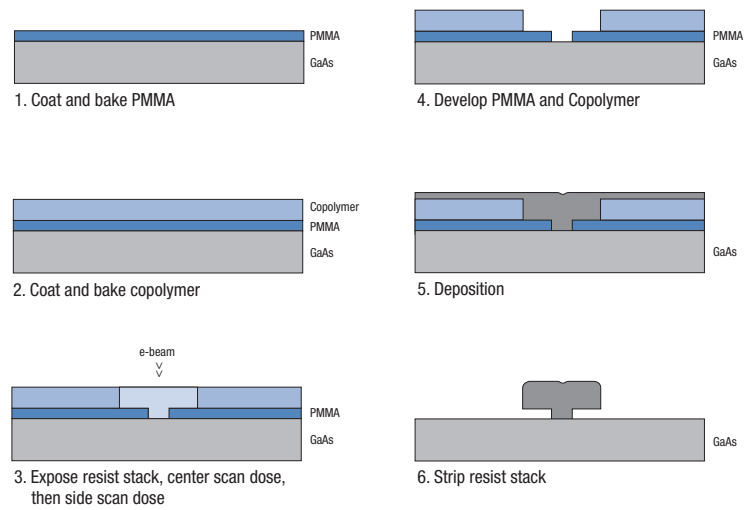 PMMA
GaAs
1. Coat and bake PMMA
Copolymer
PMMA
GaAs
2. Coat and bake copolymer
e-beam
PMMA
GaAs
3. Expose resist stack, center scan dose,
then side scan dose
PMMA
GaAs
4. Develop PMMA and Copolymer
GaAs
5. Deposition
GaAs
6. Strip resist stack